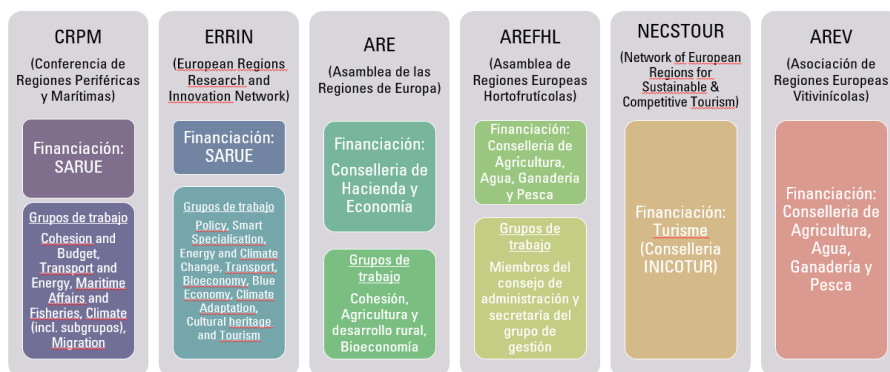 CRPM
(Conferencia de
Regiones Periféricas
y Marítimas)
Financiación:
SARUE
Grupos de trabajo
Cohesion and
Budget,
Transport and
Energy, Maritime
Affairs and
Fisheries, Climate
(incl. subgrupos),
Migration
ERRIN
(European Regions
Research and
Innovation Network)
Financiación:
SARUE
Grupos de trabajo
Policy, Smart
Specialisation,
Energy and Climate
Change, Transport,
Bioeconomy, Blue
Economy, Climate
Adaptation,
Cultural heritage
and Tourism
ARE
(Asamblea de las
Regiones de Europa)
Financiación:
Conselleria de
Hacienda y
Economía
Grupos de
trabajo
Cohesión,
Agricultura y
desarrollo rural,
Bioeconomía
AREFHL
(Asamblea de
Regiones Europeas
Hortofrutícolas)
Financiación:
Conselleria de
Agricultura,
Agua, Ganadería
y Pesca
Grupos de
trabajo
Miembros del
consejo de
administración y
secretaría del
grupo de
gestión
NECSTOUR
(Network of European
Regions for
Sustainable &
Competitive Tourism)
Financiación:
Turisme
(Conselleria
INICOTUR)
AREV
(Asociación de
Regiones Europeas
Vitivinícolas)
Financiación:
Conselleria de
Agricultura,
Agua,
Ganadería y
Pesca